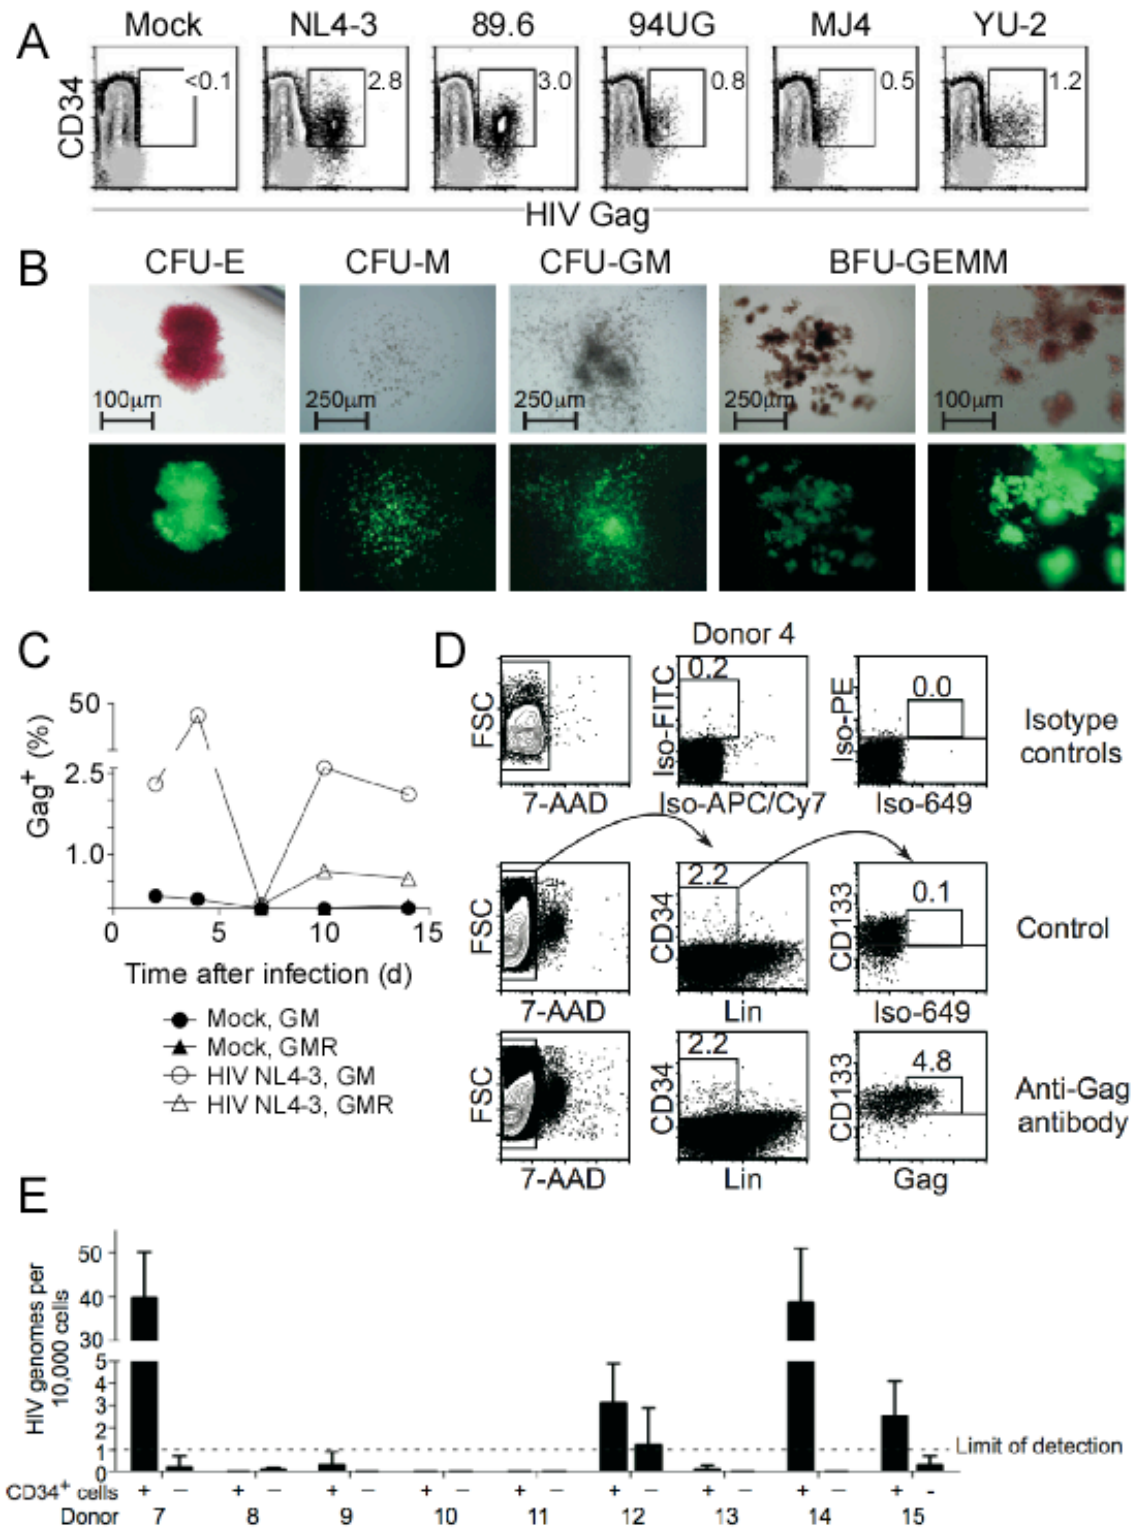 A
Mock NL4-3 89.6 94UG MJ4 YU-2
CD34
<0.1 2.8 3.0 0.8 0.5 1.2
HIV Gag
B
CFU-E CFU-M CFU-GM BFU-GEMM
100µm 250µm 250µm 250µm 100µm
C
Gag+ (%)
50
2.5
1.0
0 5 10 15
Time after infection (d)
Mock, GM
Mock, GMR
HIV NL4-3, GM
HIV NL4-3, GMR
D
Donor 4
FSC
7-AAD
Iso-FITC
0.2
Iso-APC/Cy7
Iso-PE
0.0
Iso-649
Isotype
controls
FSC
7-AAD
CD34
2.2
Lin
CD133
0.1
Iso-649
Control
FSC
7-AAD
CD34
2.2
Lin
CD133
4.8
Gag
Anti-Gag
antibody
E
HIV genomes per
10,000 cells
50
40
30
5
4
3
2
1
0
Limit of detection
CD34+ cells + – + – + – + – + – + – + – + – + -
Donor 7 8 9 10 11 12 13 14 15